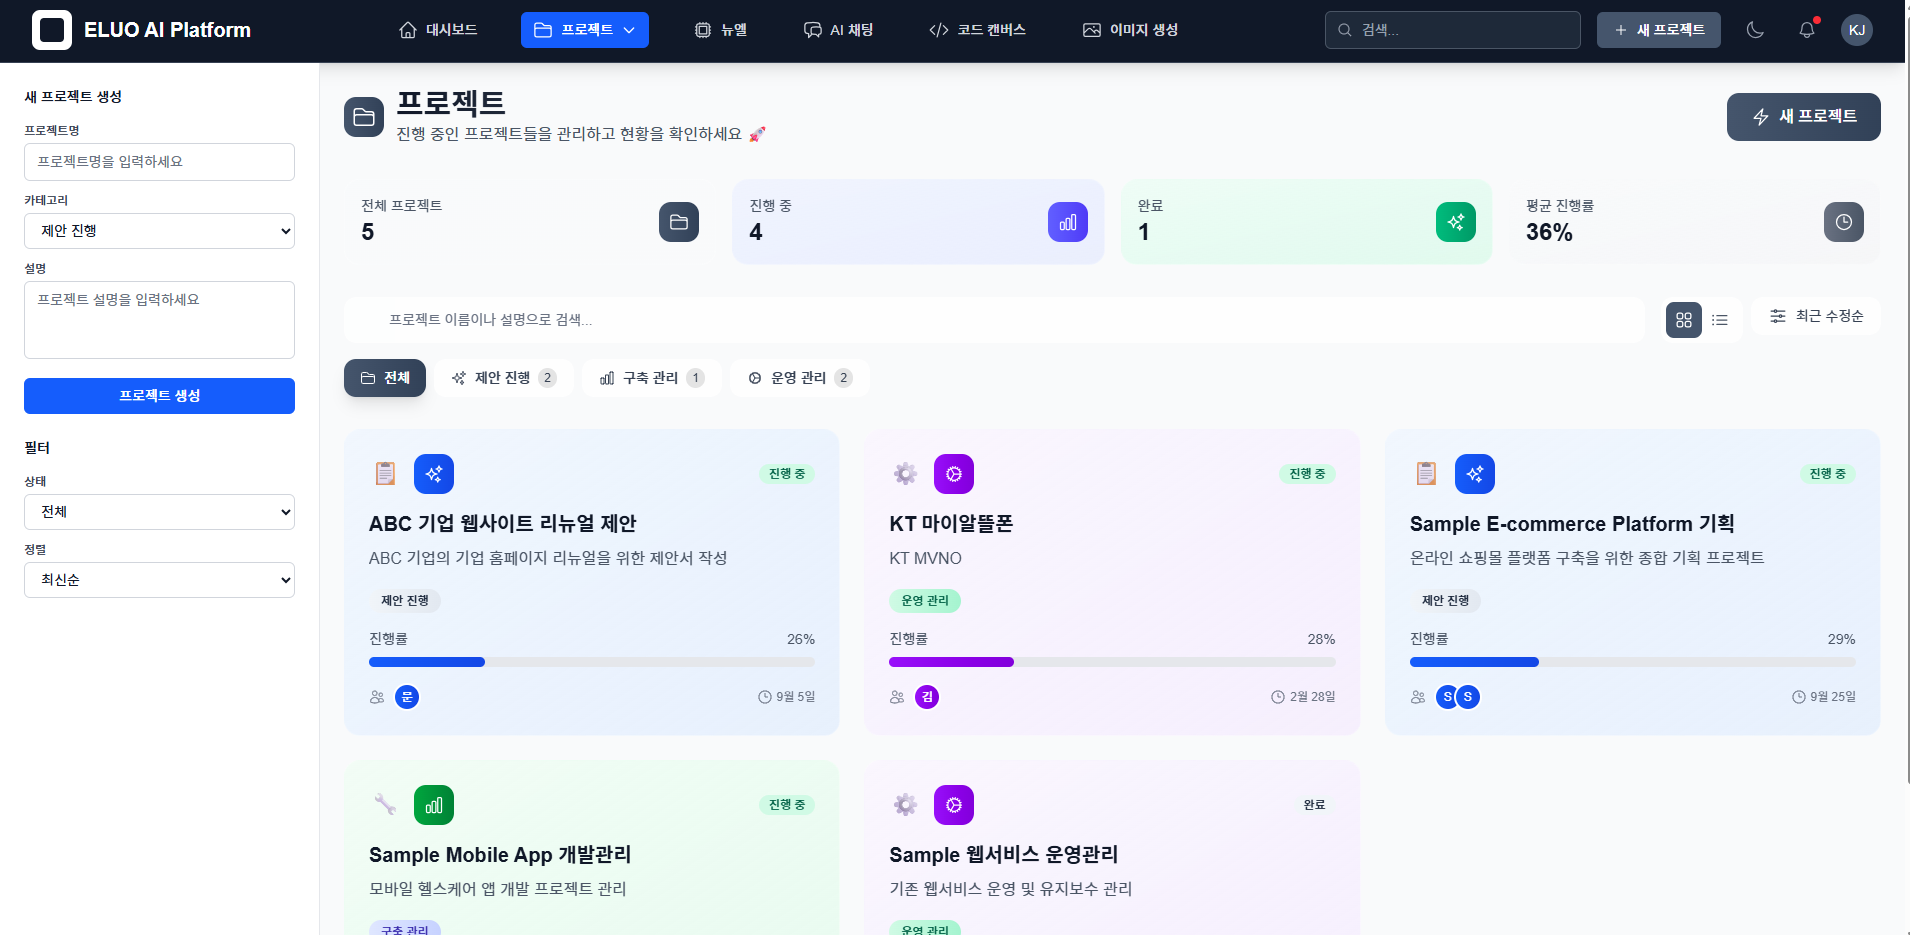 ELUO AI Platform
대시보드
프로젝트
뉴엘
AI 채팅
코드 캔버스
이미지 생성
검색...
새 프로젝트
KJ
새 프로젝트 생성
프로젝트명
프로젝트명을 입력하세요
카테고리
제안 진행
설명
프로젝트 설명을 입력하세요
프로젝트 생성
필터
상태
전체
정렬
최신순
프로젝트
진행 중인 프로젝트들을 관리하고 현황을 확인하세요 🚀
새 프로젝트
전체 프로젝트
5
진행 중
4
완료
1
평균 진행률
36%
프로젝트 이름이나 설명으로 검색...
최근 수정순
전체
제안 진행 2
구축 관리 1
운영 관리 2
진행 중
ABC 기업 웹사이트 리뉴얼 제안
ABC 기업의 기업 홈페이지 리뉴얼을 위한 제안서 작성
제안 진행
진행률 26%
문
9월 5일
진행 중
KT 마이알뜰폰
KT MVNO
운영 관리
진행률 28%
김
2월 28일
진행 중
Sample E-commerce Platform 기획
온라인 쇼핑몰 플랫폼 구축을 위한 종합 기획 프로젝트
제안 진행
진행률 29%
S S
9월 25일
진행 중
Sample Mobile App 개발관리
모바일 헬스케어 앱 개발 프로젝트 관리
구축 관리
완료
Sample 웹서비스 운영관리
기존 웹서비스 운영 및 유지보수 관리
운영 관리